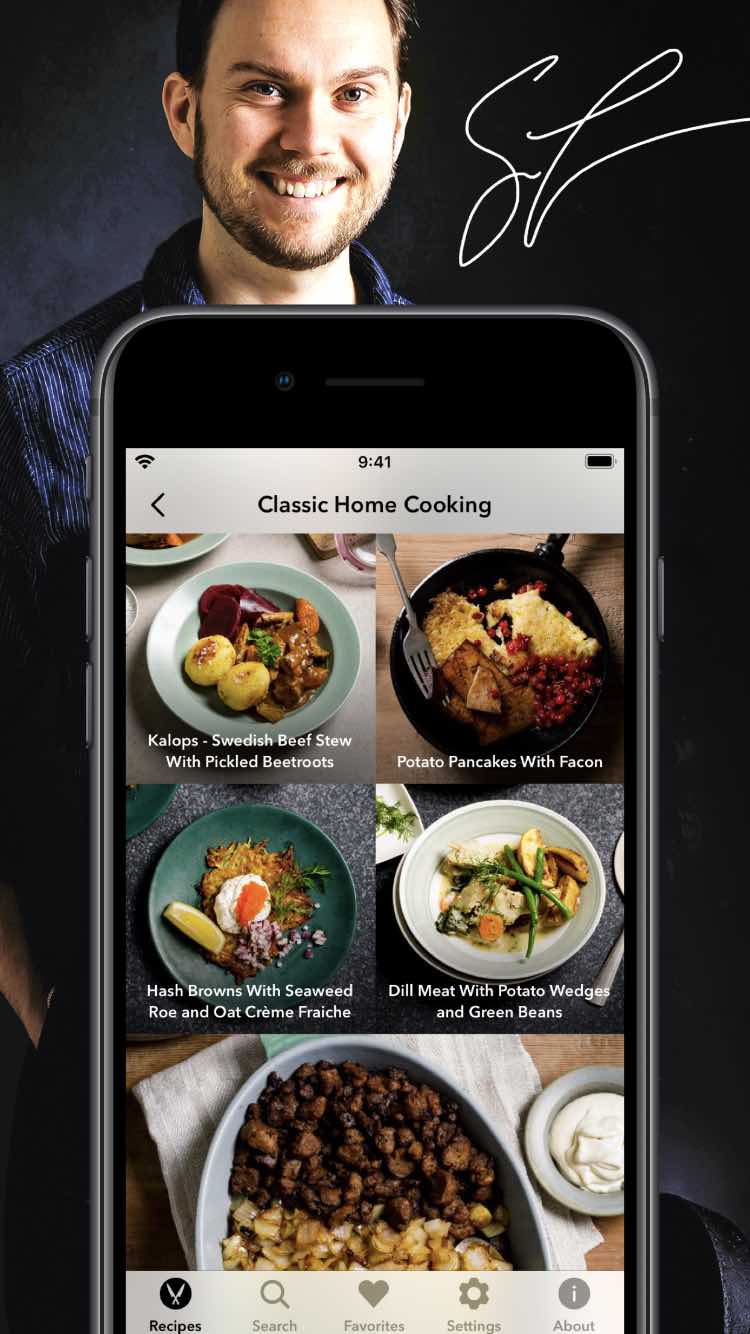 9:41
Classic Home Cooking
Kalops - Swedish Beef Stew
With Pickled Beetroots
Potato Pancakes With Facon
Hash Browns With Seaweed
Roe and Oat Crème Fraiche
Dill Meat With Potato Wedges
and Green Beans
Recipes
Search
Favorites
Settings
About